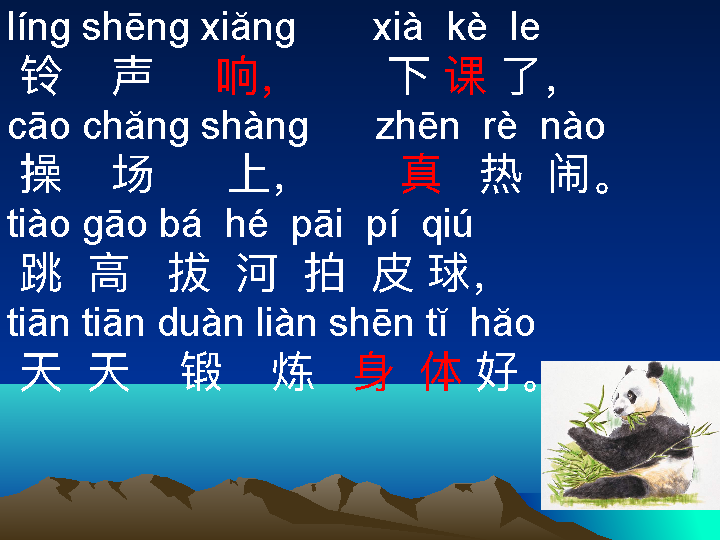 líng shēng xiǎng xià kè le
铃 声 响， 下 课 了，
cāo chǎng shàng zhēn rè nào
操 场 上， 真 热 闹。
tiào gāo bá hé pāi pí qiú
跳 高 拔 河 拍 皮 球，
tiān tiān duàn liàn shēn tǐ hǎo
天 天 锻 炼 身 体 好。